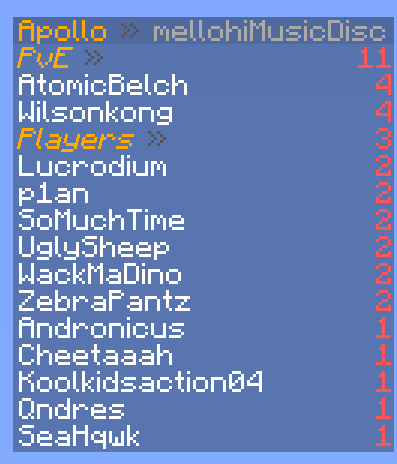 Apollo » mellohiMusicDisc
PvE » 11
AtomicBelch 4
Wilsonkong 4
Players » 3
Lucrodium 2
p1an 2
SoMuchTime 2
UglySheep 2
WackMaDino 2
ZebraPantz 2
Andronicus 1
Cheetaaah 1
Koolkidsaction04 1
Qndres 1
SeaHqwk 1